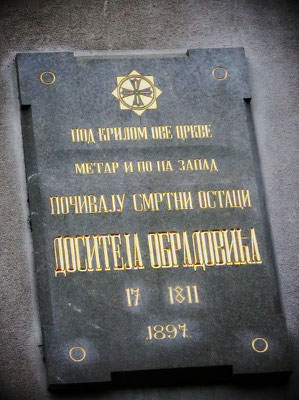 ПОД КРИЛОМ ОВЕ ЦРКВЕ
МЕТАР И ПО НА ЗАПАД
ПОЧИВАЈУ СМРТНИ ОСТАЦИ
ДОСИТЕЈА ОБРАДОВИЋА
17 1811
1897